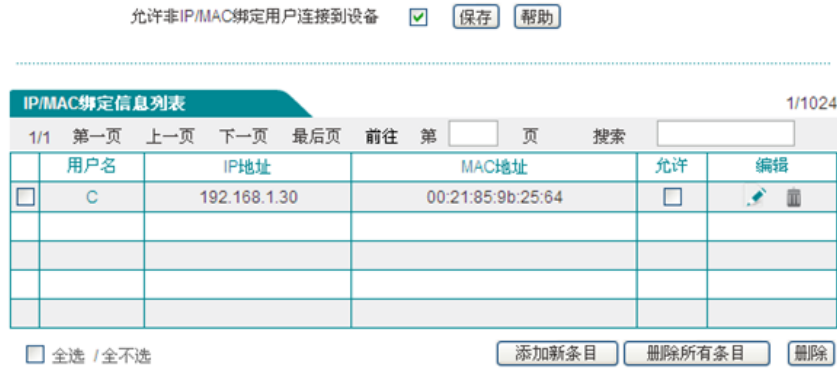 允许非IP/MAC绑定用户连接到设备 保存 帮助
IP/MAC绑定信息列表 1/1024
1/1 第一页 上一页 下一页 最后页 前往 第 页 搜索
用户名 IP地址 MAC地址 允许 编辑
C 192.168.1.30 00:21:85:9b:25:64
全选 / 全不选 添加新条目 删除所有条目 删除